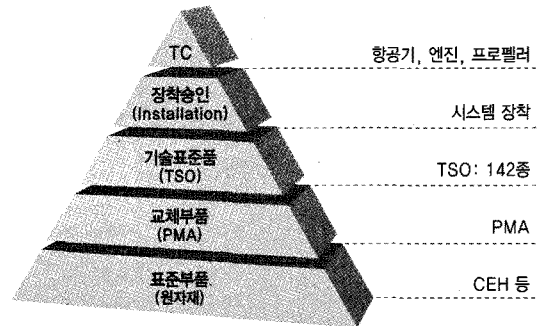 TC
항공기, 엔진, 프로펠러
장착승인
(Installation)
시스템 장착
기술표준품
(TSO)
TSO: 142종
교체부품
(PMA)
PMA
표준부품
(원자재)
CEH 등